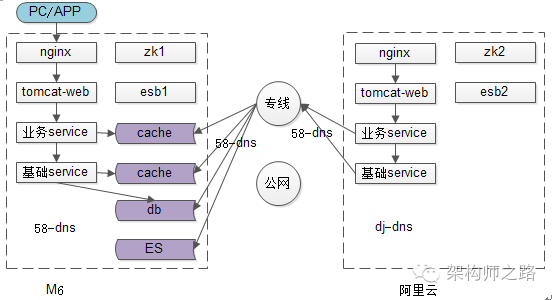 PC/APP
nginx
zk1
tomcat-web
esb1
业务service
cache
基础service
cache
db
ES
58-dns
M6
专线
公网
58-dns
58-dns
nginx
zk2
tomcat-web
esb2
业务service
基础service
dj-dns
阿里云
架构师之路